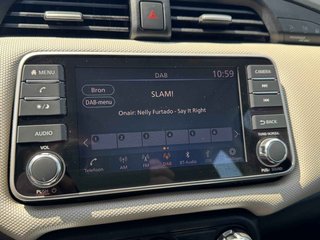 MENU
DAB
10:59
CAMERA
Bron
SLAM!
DAB-menu
Onair: Nelly Furtado - Say It Right
AUDIO
BACK
VOL
Telefoon
AM
FM
DAB
BT Audio
PUSH